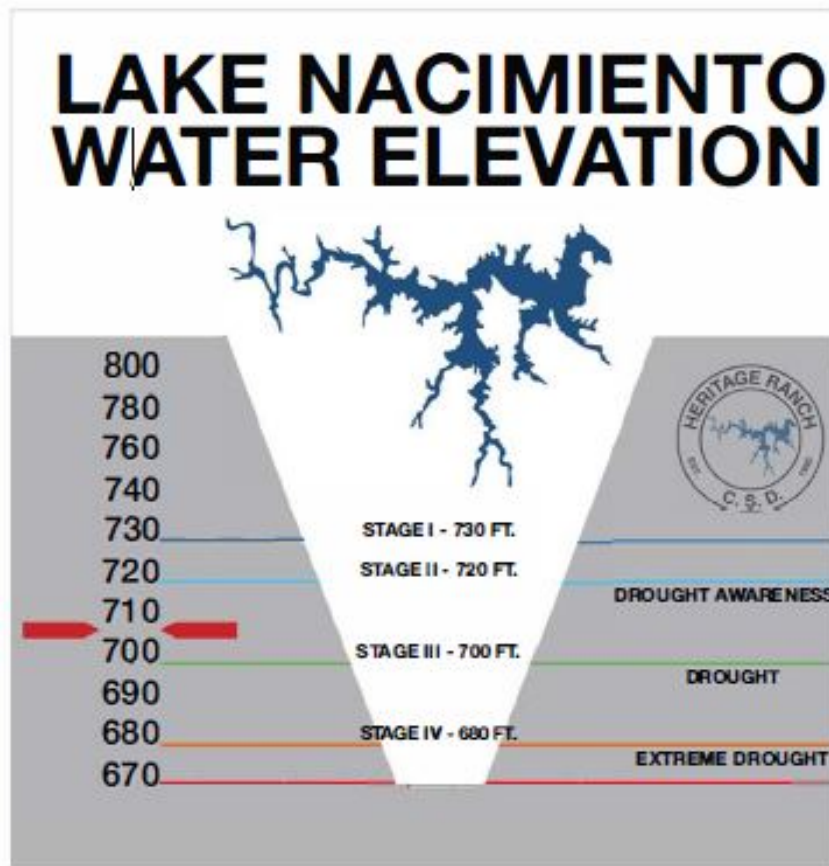 LAKE NACIMIENTO
WATER ELEVATION
800
780
760
740
730
720
710
700
690
680
670
STAGE I - 730 FT.
STAGE II - 720 FT.
STAGE III - 700 FT.
STAGE IV - 680 FT.
HERITAGE RANCH
C. S. D.
DROUGHT AWARENESS
DROUGHT
EXTREME DROUGHT